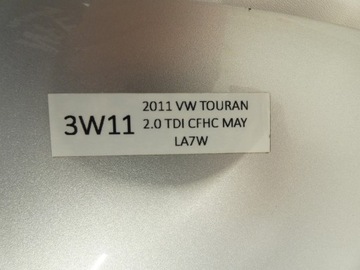 3W11
2011 VW TOURAN
2.0 TDI CFHC MAY
LA7W